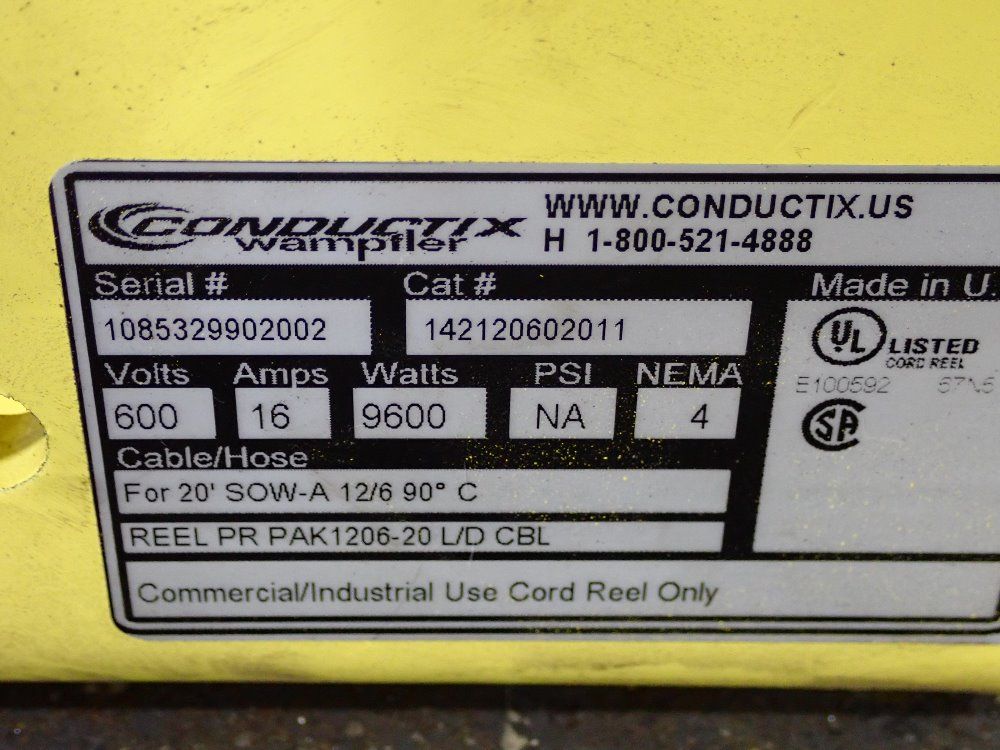 CONDUCTIX
wampfler
WWW.CONDUCTIX.US
H 1-800-521-4888
Serial # Cat # Made in U.
1085329902002 142120602011
UL LISTED
CORD REEL
E100592
SA
Volts Amps Watts PSI NEMA
600 16 9600 NA 4
Cable/Hose
For 20' SOW-A 12/6 90° C
REEL PR PAK1206-20 L/D CBL
Commercial/Industrial Use Cord Reel Only